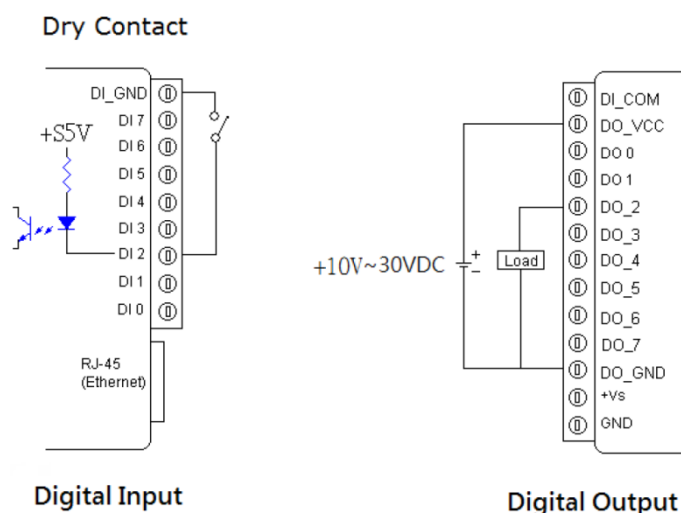 Dry Contact
DI_GND
+S5V
DI 7
DI 6
DI 5
DI 4
DI 3
DI 2
DI 1
DI 0
RJ-45
(Ethernet)
Digital Input
DI_COM
DO_VCC
DO 0
DO 1
DO_2
DO_3
DO_4
DO_5
DO_6
DO_7
DO_GND
+Vs
GND
+10V~30VDC
+
−
Load
Digital Output